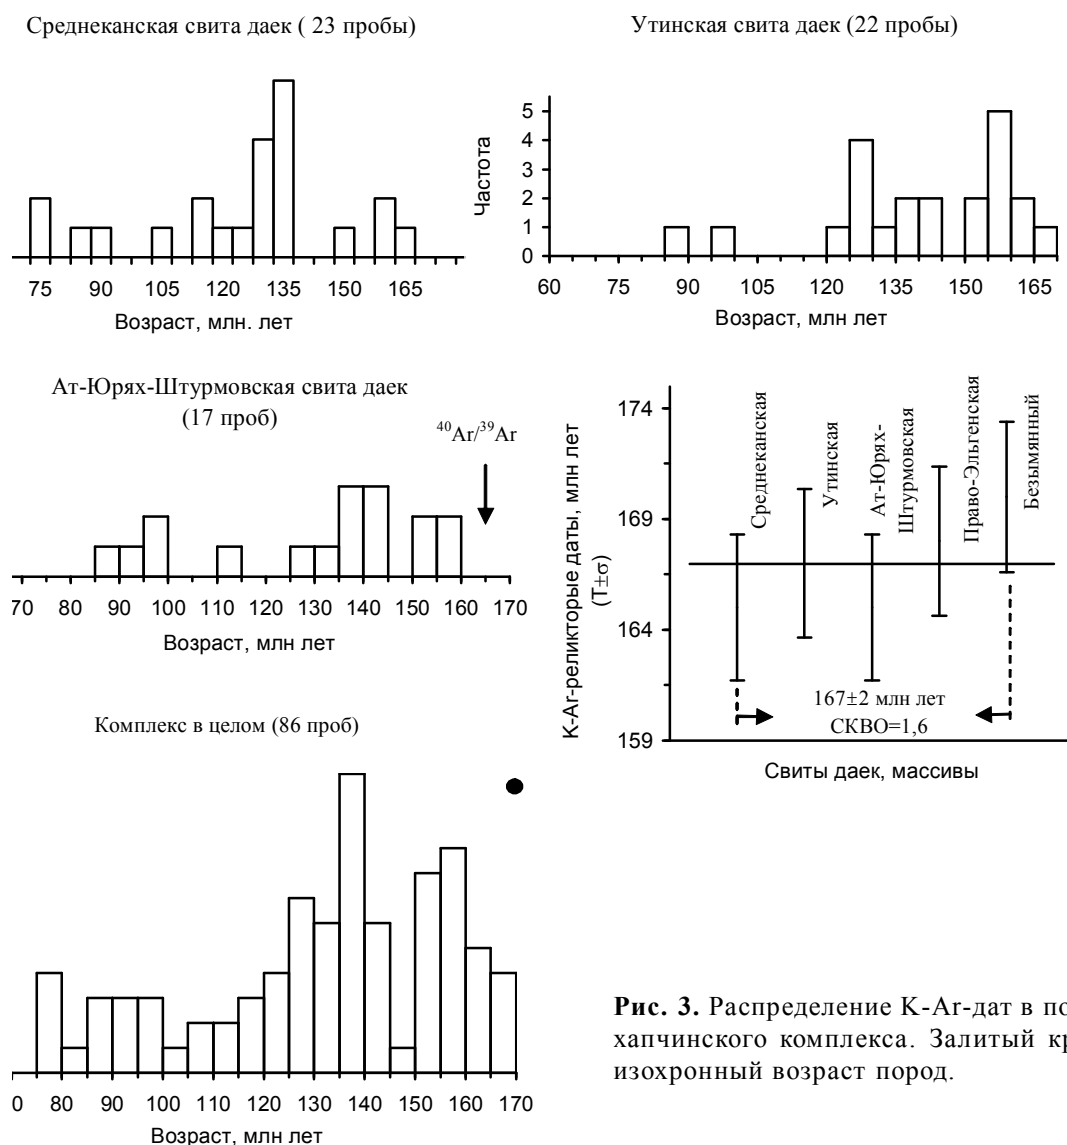 Среднеканская свита даек ( 23 пробы)
75 90 105 120 135 150 165
Возраст, млн. лет
Утинская свита даек (22 пробы)
Частота
5
4
3
2
1
0
60 75 90 105 120 135 150 165
Возраст, млн лет
Ат-Юрях-Штурмовская свита даек
(17 проб)
40Ar/39Ar
70 80 90 100 110 120 130 140 150 160 170
Возраст, млн лет
K-Ar-реликторые даты, млн лет
(T±σ)
174
169
164
159
Среднеканская
Утинская
Ат-Юрях-
Штурмовская
Право-Эльгенская
Безымянный
167±2 млн лет
СКВО=1,6
Свиты даек, массивы
Комплекс в целом (86 проб)
0 80 90 100 110 120 130 140 150 160 170
Возраст, млн лет
Рис. 3. Распределение K-Ar-дат в по
хапчинского комплекса. Залитый кр
изохронный возраст пород.